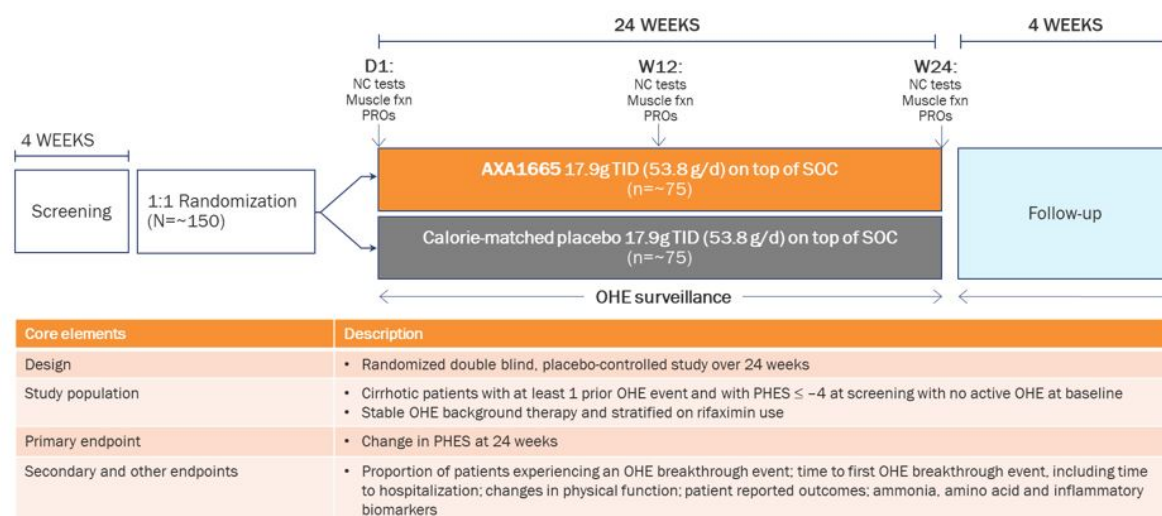 24 WEEKS
4 WEEKS
D1:
NC tests
Muscle fxn
PROs
W12:
NC tests
Muscle fxn
PROs
W24:
NC tests
Muscle fxn
PROs
4 WEEKS
Screening
1:1 Randomization
(N=~150)
AXA1665 17.9g TID (53.8 g/d) on top of SOC
(n=~75)
Calorie-matched placebo 17.9g TID (53.8 g/d) on top of SOC
(n=~75)
Follow-up
OHE surveillance
Core elements
Description
Design
• Randomized double blind, placebo-controlled study over 24 weeks
Study population
• Cirrhotic patients with at least 1 prior OHE event and with PHES ≤ –4 at screening with no active OHE at baseline
• Stable OHE background therapy and stratified on rifaximin use
Primary endpoint
• Change in PHES at 24 weeks
Secondary and other endpoints
• Proportion of patients experiencing an OHE breakthrough event; time to first OHE breakthrough event, including time
to hospitalization; changes in physical function; patient reported outcomes; ammonia, amino acid and inflammatory
biomarkers